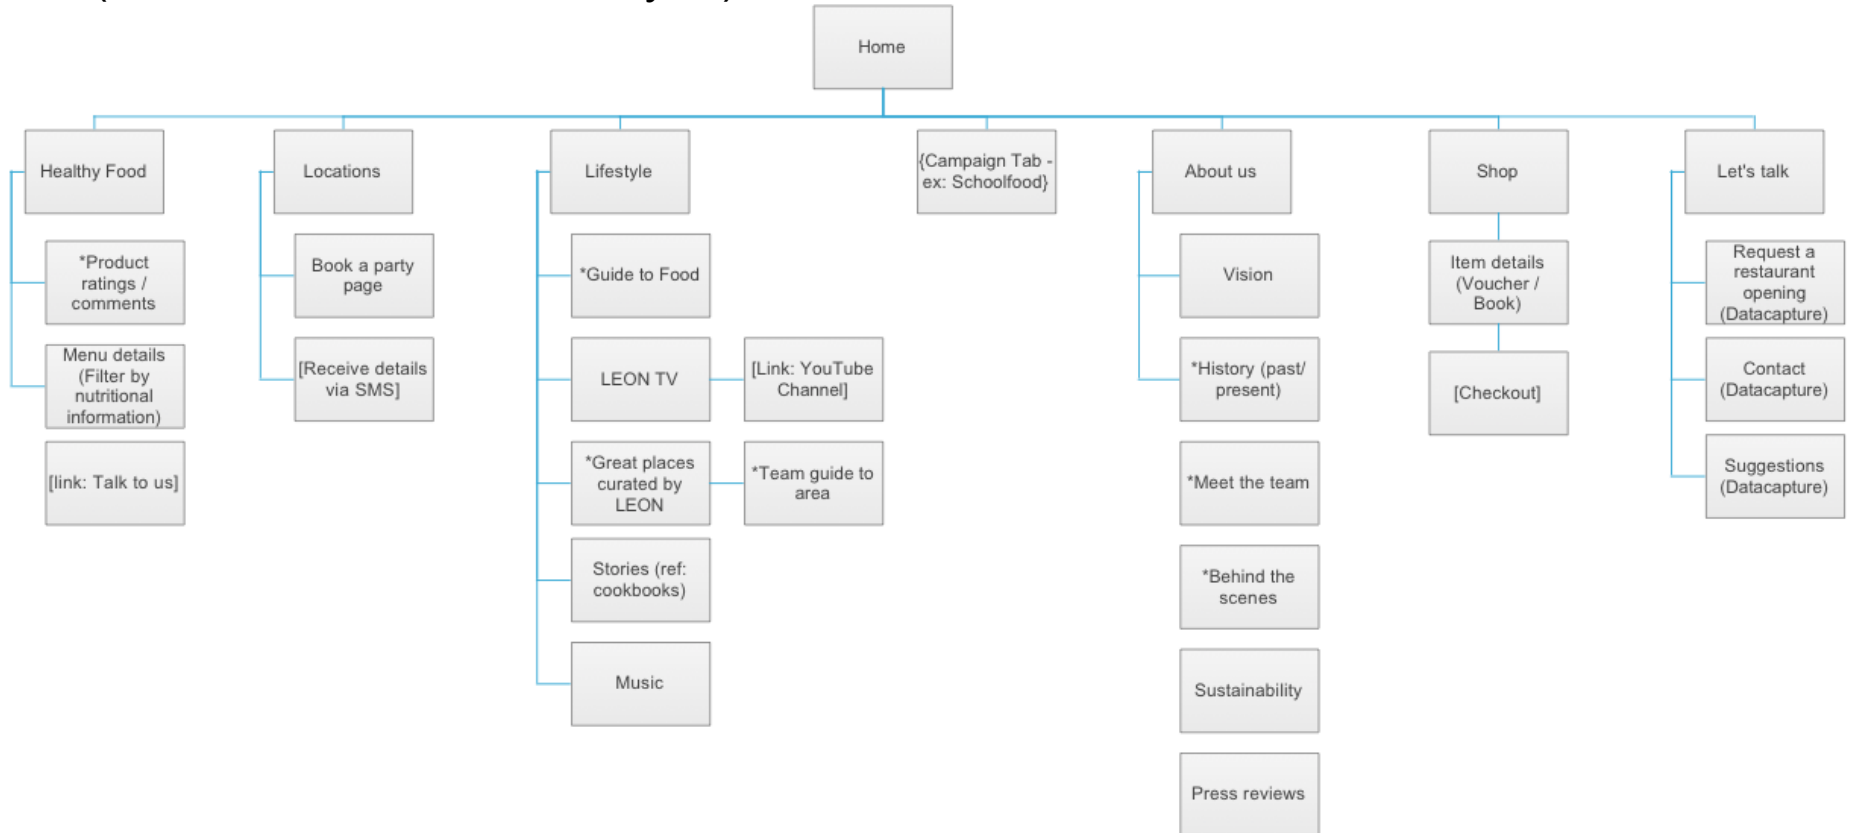 Home
Healthy Food
Locations
Lifestyle
{Campaign Tab -
ex: Schoolfood}
About us
Shop
Let's talk
*Product
ratings /
comments
Menu details
(Filter by
nutritional
information)
[link: Talk to us]
Book a party
page
[Receive details
via SMS]
*Guide to Food
LEON TV
[Link: YouTube
Channel]
*Great places
curated by
LEON
*Team guide to
area
Stories (ref:
cookbooks)
Music
Vision
*History (past/
present)
*Meet the team
*Behind the
scenes
Sustainability
Press reviews
Item details
(Voucher /
Book)
[Checkout]
Request a
restaurant
opening
(Datacapture)
Contact
(Datacapture)
Suggestions
(Datacapture)